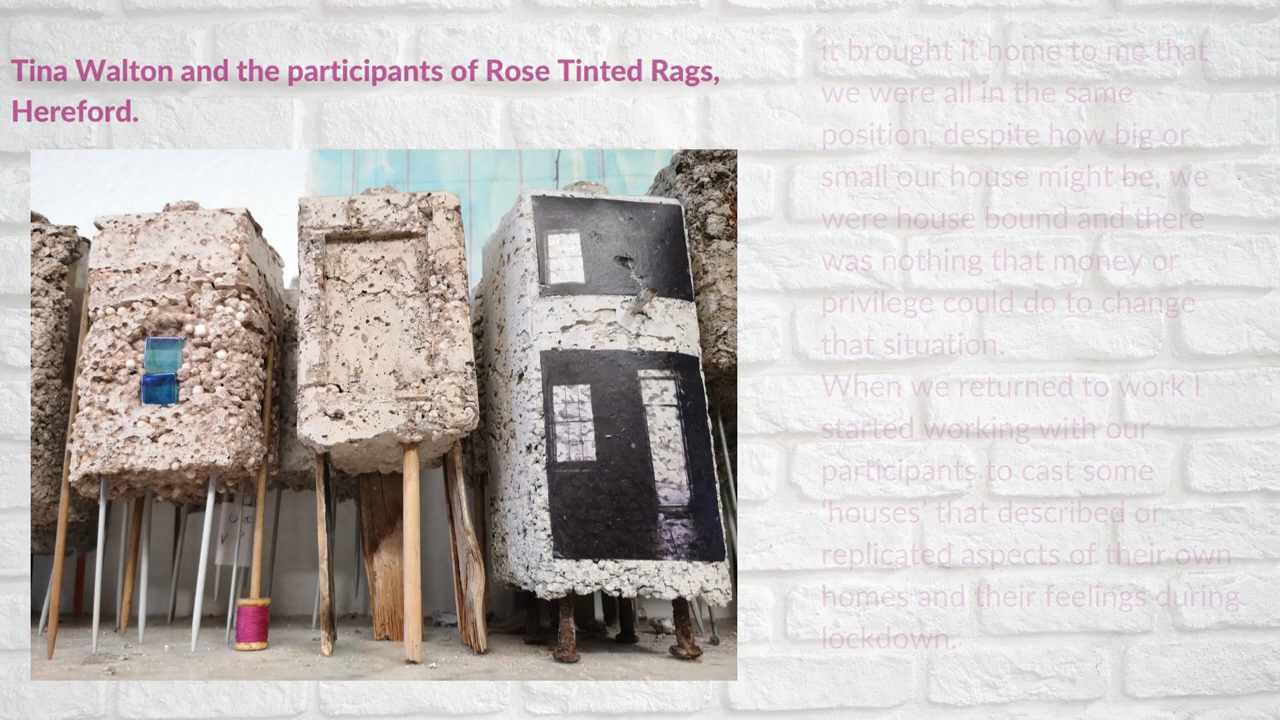 Tina Walton and the participants of Rose Tinted Rags,
Hereford.
it brought it home to me that
we were all in the same
position, despite how big or
small our house might be, we
were house bound and there
was nothing that money or
privilege could do to change
that situation.
When we returned to work I
started working with our
participants to cast some
'houses' that described or
replicated aspects of their own
homes and their feelings during
lockdown.